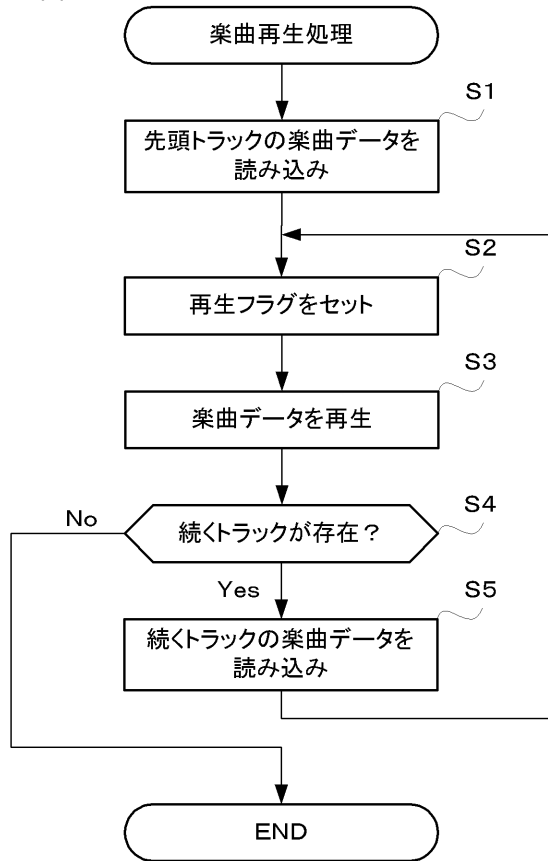 楽曲再生処理
S1
先頭トラックの楽曲データを
読み込み
S2
再生フラグをセット
S3
楽曲データを再生
S4
No
続くトラックが存在？
Yes
S5
続くトラックの楽曲データを
読み込み
END